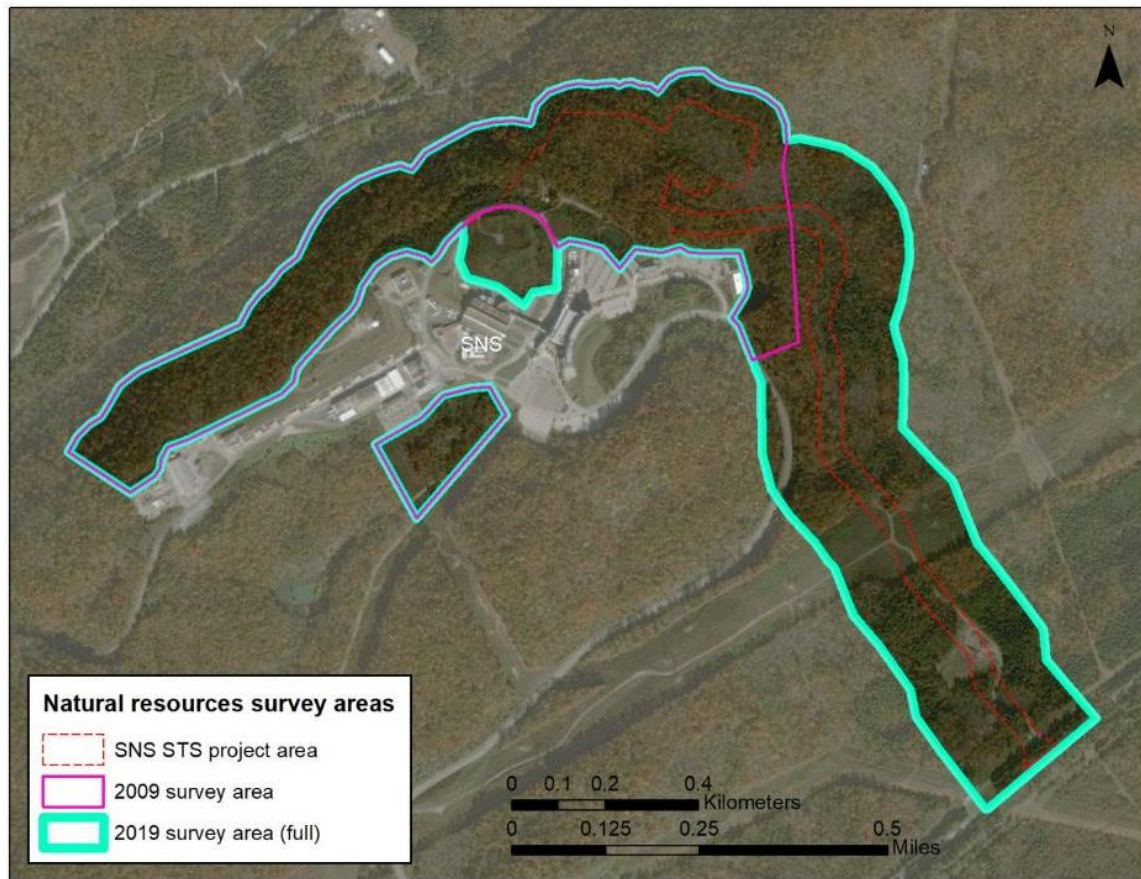 N
SNS
Natural resources survey areas
SNS STS project area
2009 survey area
2019 survey area (full)
0 0.1 0.2 0.4
Kilometers
0 0.125 0.25 0.5
Miles